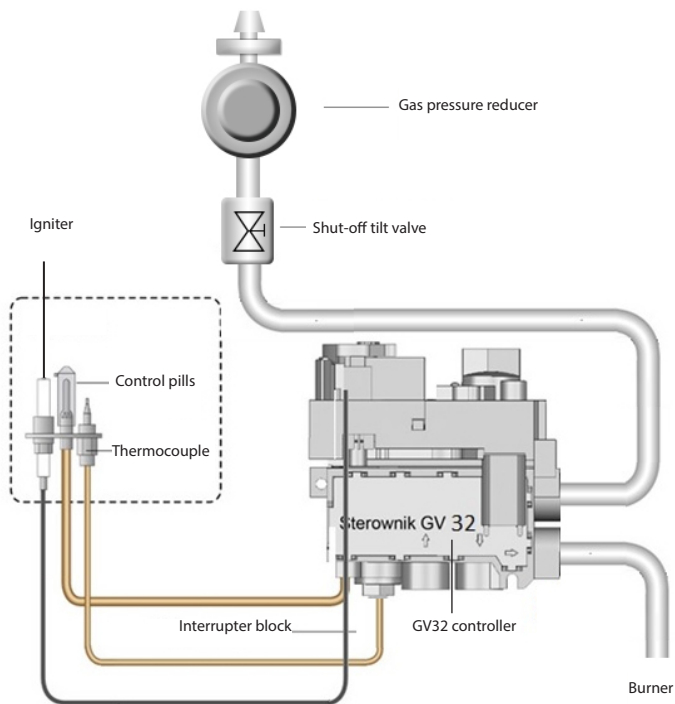 Gas pressure reducer
Igniter
Shut-off tilt valve
Control pills
Thermocouple
Sterownik GV 32
Interrupter block
GV32 controller
Burner